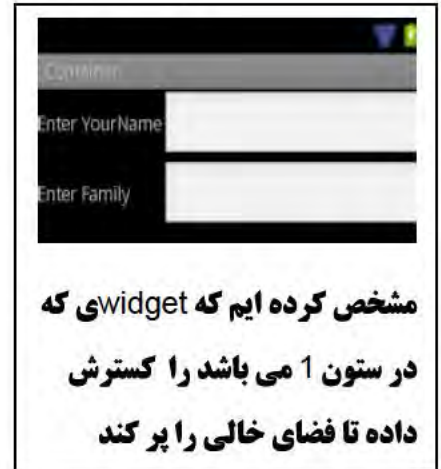 Container
Enter YourName
Enter Family
مشخص کرده ایم که widgetی که
در ستون 1 می باشد را کسترش
داده تا فضای خالی را پر کند